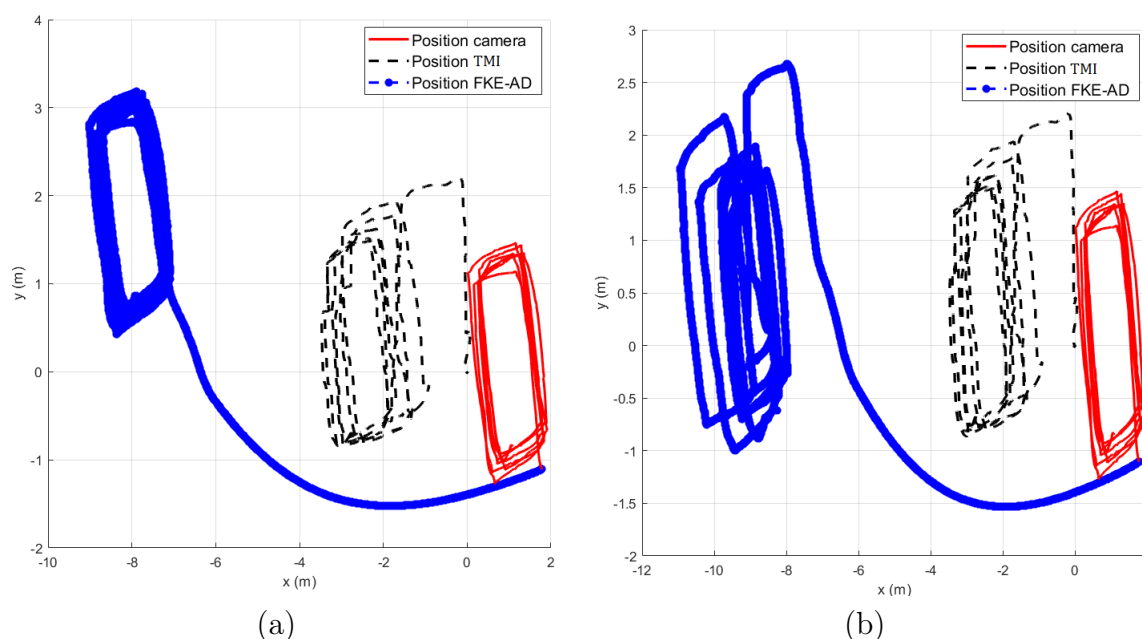 4
3
2
1
0
-1
-2
y (m)
-10
-8
-6
-4
-2
0
2
x (m)
Position camera
Position TMI
Position FKE-AD
(a)
3
2.5
2
1.5
1
0.5
0
-0.5
-1
-1.5
-2
y (m)
-12
-10
-8
-6
-4
-2
0
x (m)
Position camera
Position TMI
Position FKE-AD
(b)